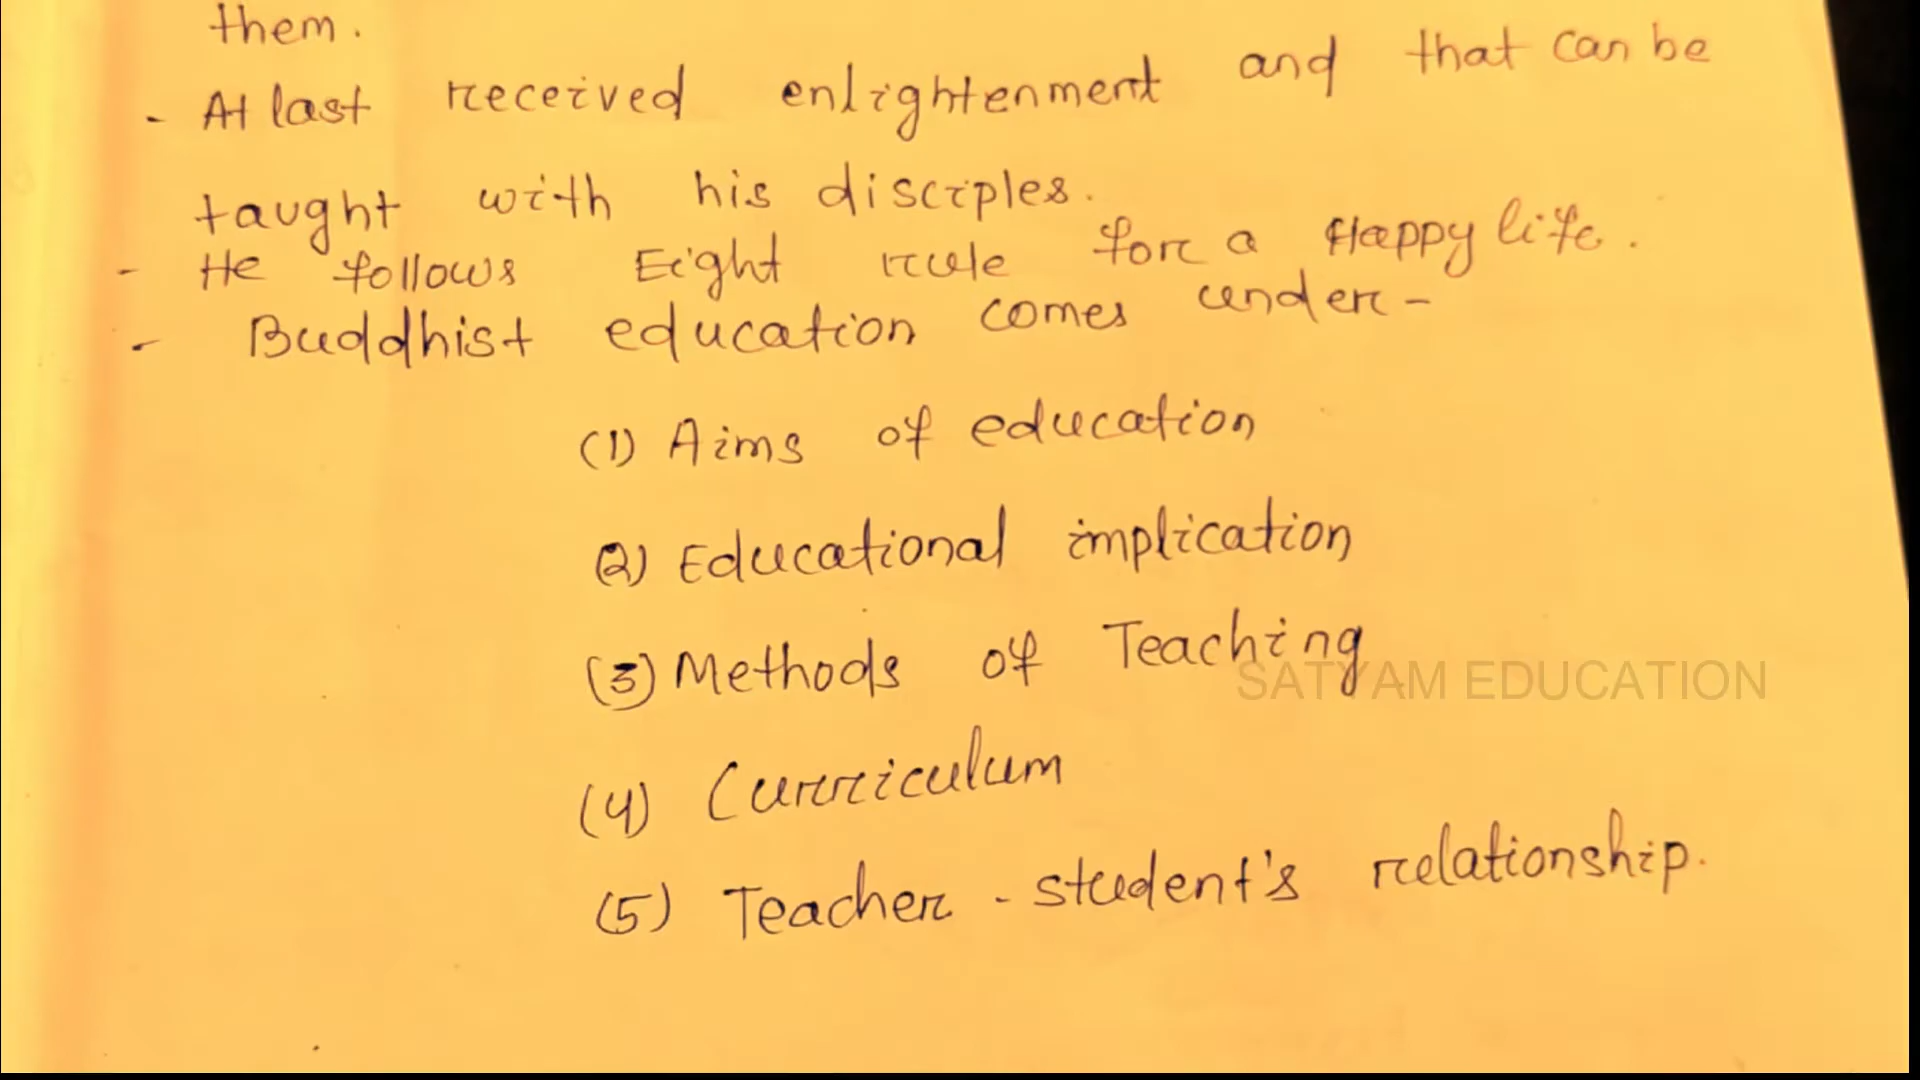 them.
- At last received enlightenment and that can be
taught with his disciples.
- He follows Eight rule for a Happy life.
- Buddhist education comes under -
(1) Aims of education
(2) Educational implication
(3) Methods of Teaching
SATYAM EDUCATION
(4) Curriculum
(5) Teacher - student's relationship.